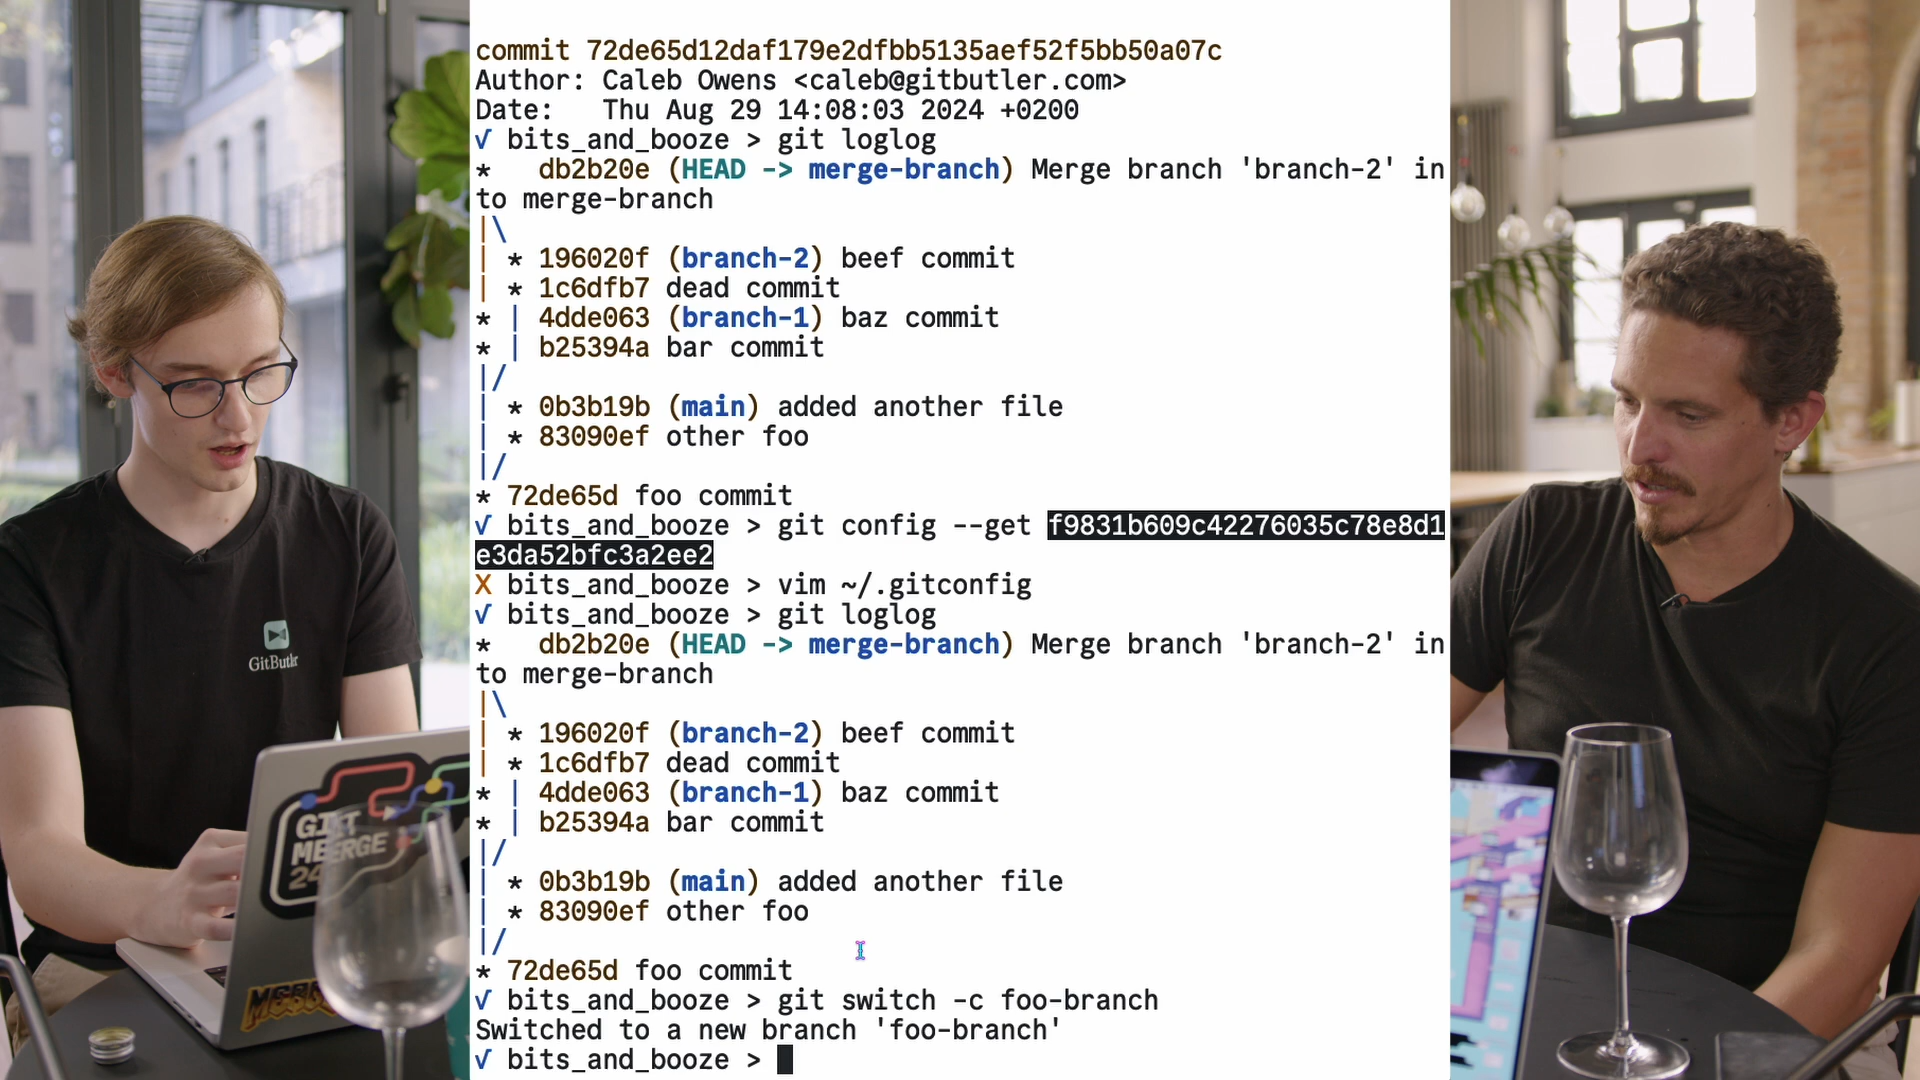 commit 72de65d12daf179e2dfbb5135aef52f5bb50a07c
Author: Caleb Owens <caleb@gitbutler.com>
Date:   Thu Aug 29 14:08:03 2024 +0200
√ bits_and_booze > git loglog
*   db2b20e (HEAD -> merge-branch) Merge branch 'branch-2' in
to merge-branch
|\
| * 196020f (branch-2) beef commit
| * 1c6dfb7 dead commit
* | 4dde063 (branch-1) baz commit
* | b25394a bar commit
|/
| * 0b3b19b (main) added another file
| * 83090ef other foo
|/
* 72de65d foo commit
√ bits_and_booze > git config --get f9831b609c42276035c78e8d1
e3da52bfc3a2ee2
X bits_and_booze > vim ~/.gitconfig
√ bits_and_booze > git loglog
*   db2b20e (HEAD -> merge-branch) Merge branch 'branch-2' in
to merge-branch
|\
| * 196020f (branch-2) beef commit
| * 1c6dfb7 dead commit
* | 4dde063 (branch-1) baz commit
* | b25394a bar commit
|/
| * 0b3b19b (main) added another file
| * 83090ef other foo
|/
* 72de65d foo commit
√ bits_and_booze > git switch -c foo-branch
Switched to a new branch 'foo-branch'
√ bits_and_booze >
GitButler
GIT
MERGE
24